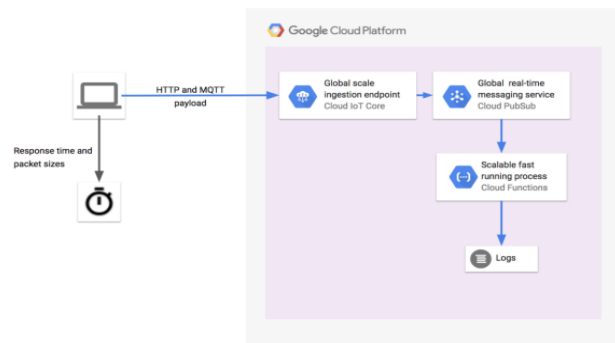 Google Cloud Platform
HTTP and MQTT
payload
Global scale
ingestion endpoint
Cloud IoT Core
Global real-time
messaging service
Cloud PubSub
Response time and
packet sizes
Scalable fast
running process
Cloud Functions
Logs